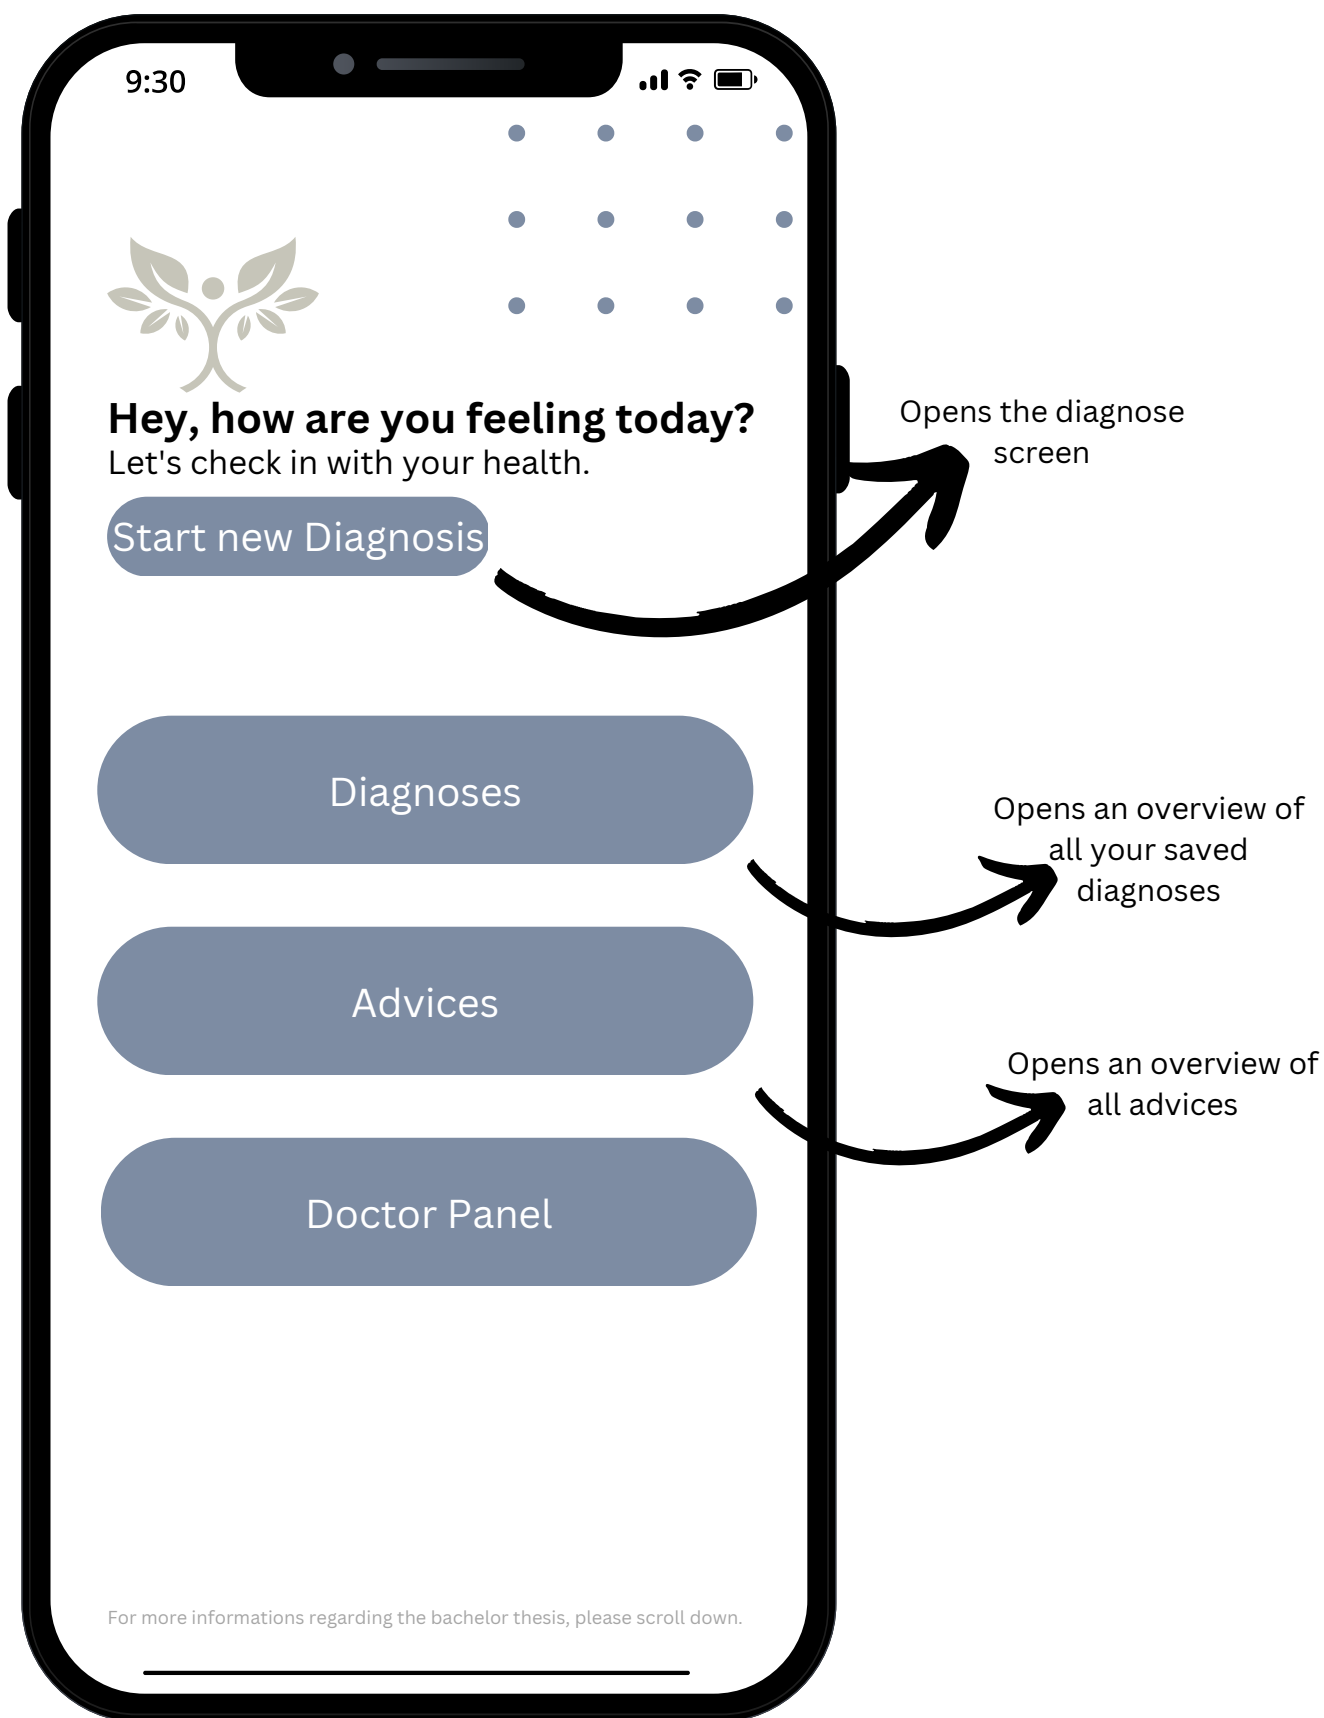 9:30
Hey, how are you feeling today?
Let's check in with your health.
Start new Diagnosis
Opens the diagnose
screen
Diagnoses
Opens an overview of
all your saved
diagnoses
Advices
Opens an overview of
all advices
Doctor Panel
For more informations regarding the bachelor thesis, please scroll down.